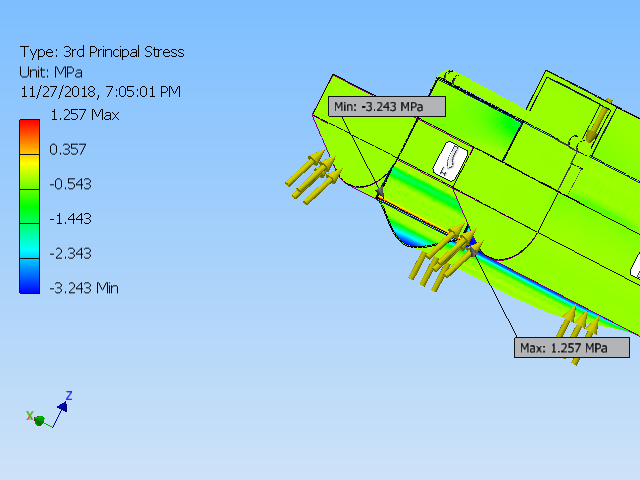 Type: 3rd Principal Stress
Unit: MPa
11/27/2018, 7:05:01 PM
1.257 Max
0.357
-0.543
-1.443
-2.343
-3.243 Min
Min: -3.243 MPa
Max: 1.257 MPa
Z
X